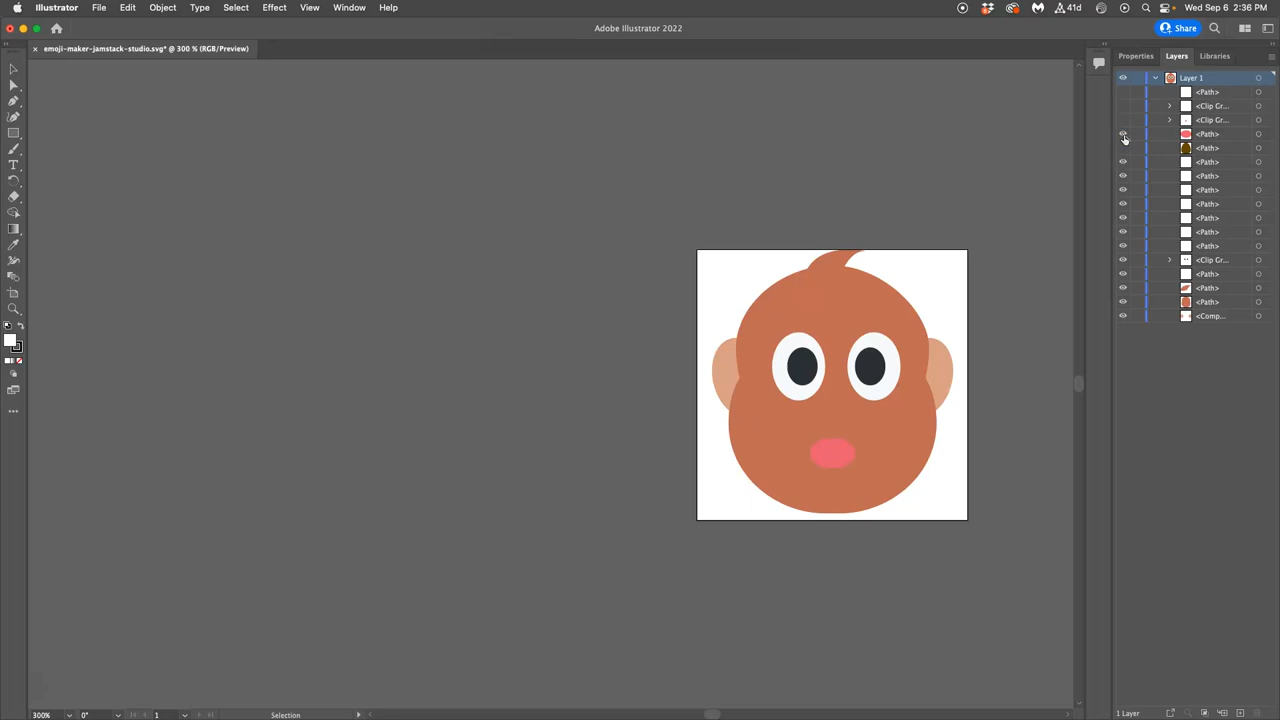 Illustrator File Edit Object Type Select Effect View Window Help 41d Wed Sep 6 2:36 PM
Adobe Illustrator 2022 Share
× emoji-maker-jamstack-studio.svg* @ 300 % (RGB/Preview) Properties Layers Libraries
Layer 1
<Path>
<Clip Gr...
<Clip Gr...
<Path>
<Path>
<Path>
<Path>
<Path>
<Path>
<Path>
<Path>
<Path>
<Clip Gr...
<Path>
<Path>
<Path>
<Comp...
300% 0° 1 Selection 1 Layer